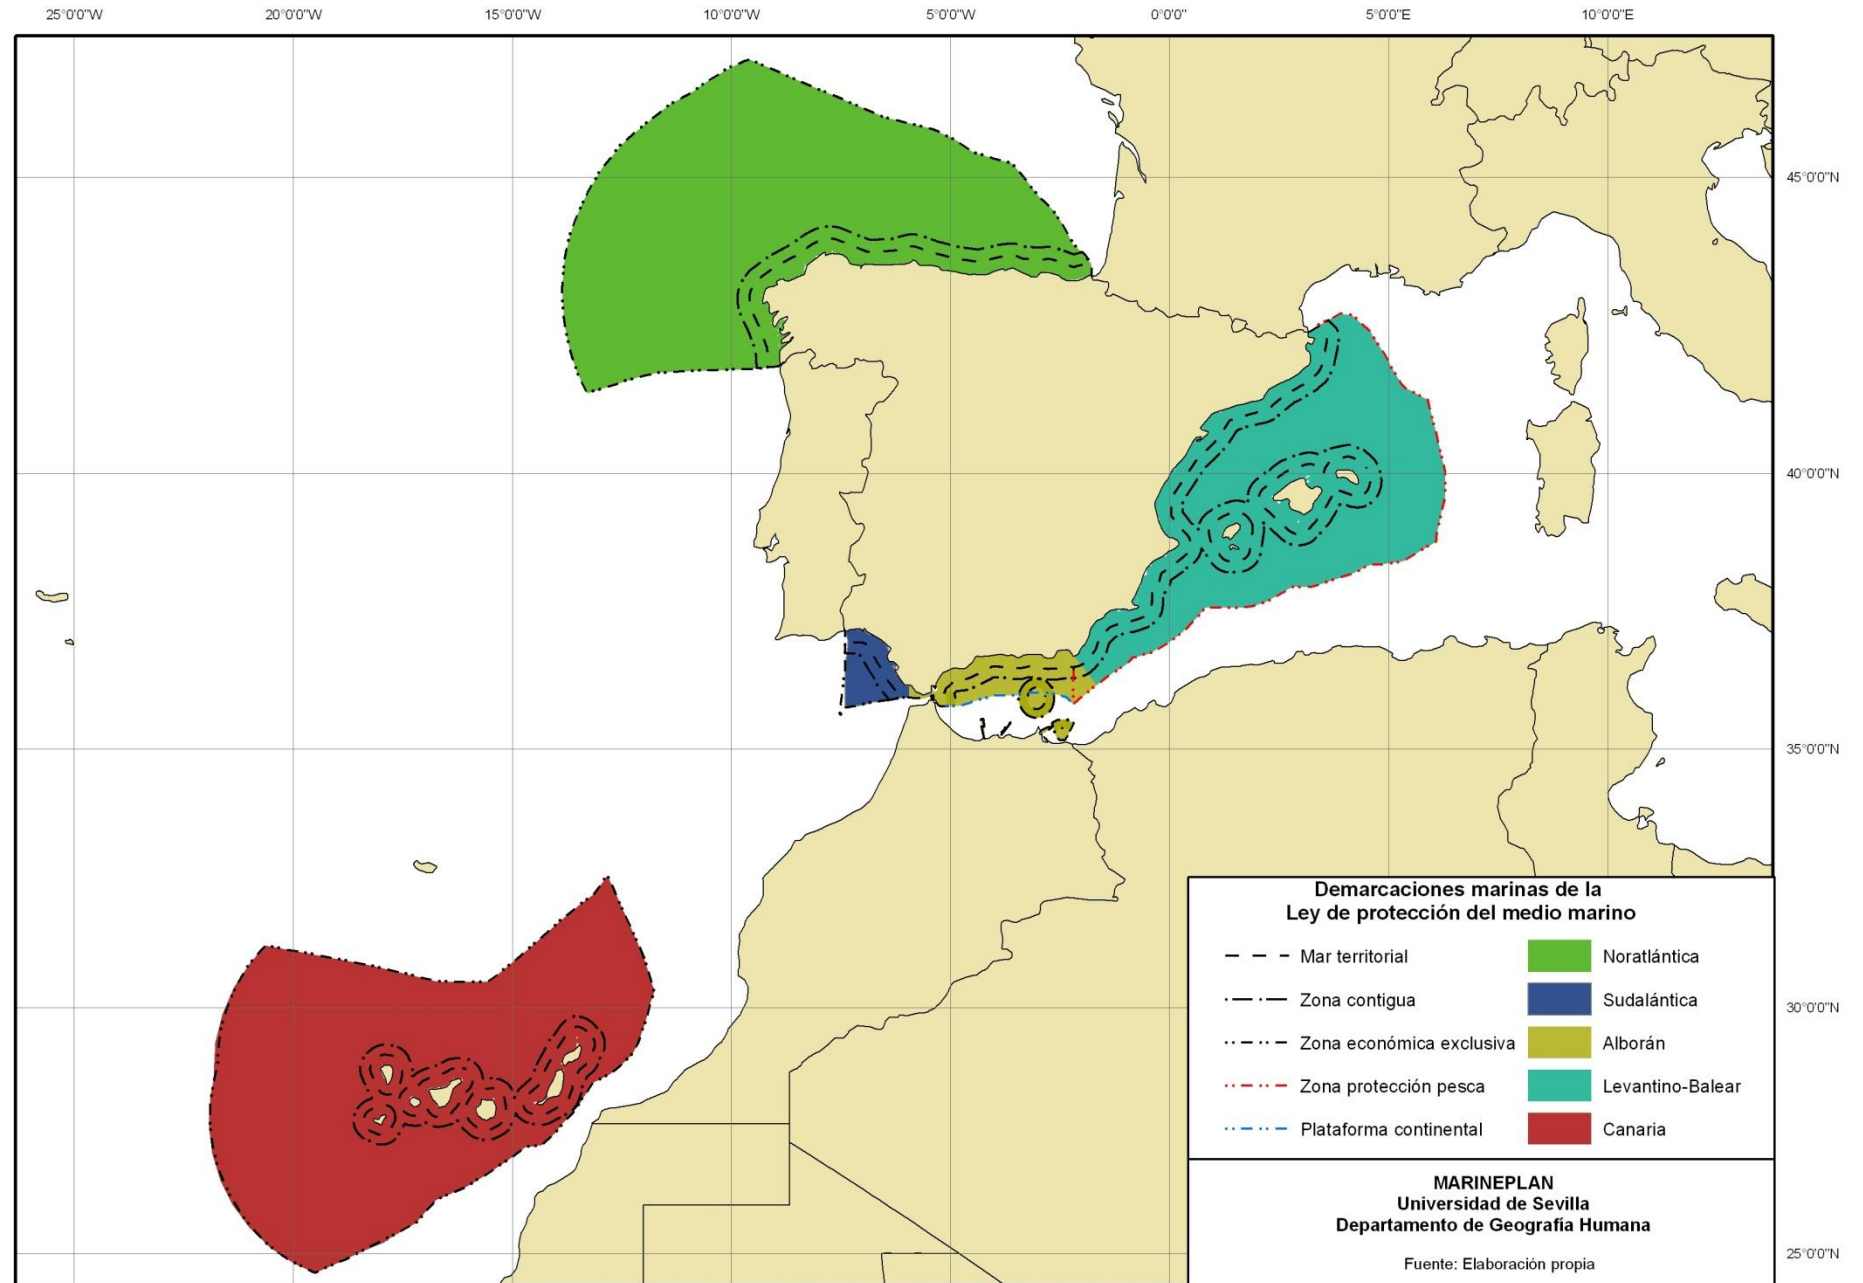 25°0'0"W
20°0'0"W
15°0'0"W
10°0'0"W
5°0'0"W
0°0'0"
5°0'0"E
10°0'0"E
45°0'0"N
40°0'0"N
35°0'0"N
30°0'0"N
25°0'0"N
Demarcaciones marinas de la
Ley de protección del medio marino
Mar territorial
Noratlántica
Zona contigua
Sudalántica
Zona económica exclusiva
Alborán
Zona protección pesca
Levantino-Balear
Plataforma continental
Canaria
MARINEPLAN
Universidad de Sevilla
Departamento de Geografía Humana
Fuente: Elaboración propia